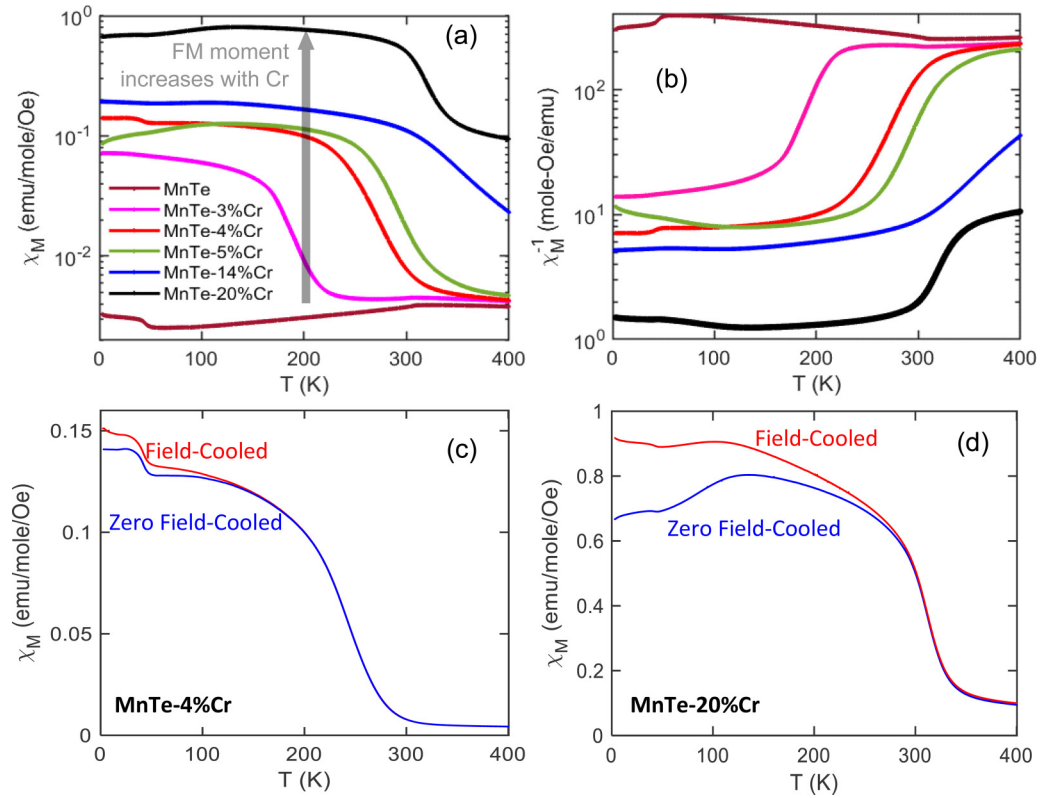 (a)
χM (emu/mole/Oe)
10^0
10^-1
10^-2
FM moment
increases with Cr
MnTe
MnTe-3%Cr
MnTe-4%Cr
MnTe-5%Cr
MnTe-14%Cr
MnTe-20%Cr
0 100 200 300 400
T (K)
(b)
χM^-1 (mole-Oe/emu)
10^2
10^1
10^0
0 100 200 300 400
T (K)
(c)
χM (emu/mole/Oe)
0.15
0.1
0.05
0
Field-Cooled
Zero Field-Cooled
MnTe-4%Cr
0 100 200 300 400
T (K)
(d)
χM (emu/mole/Oe)
1
0.8
0.6
0.4
0.2
0
Field-Cooled
Zero Field-Cooled
MnTe-20%Cr
0 100 200 300 400
T (K)